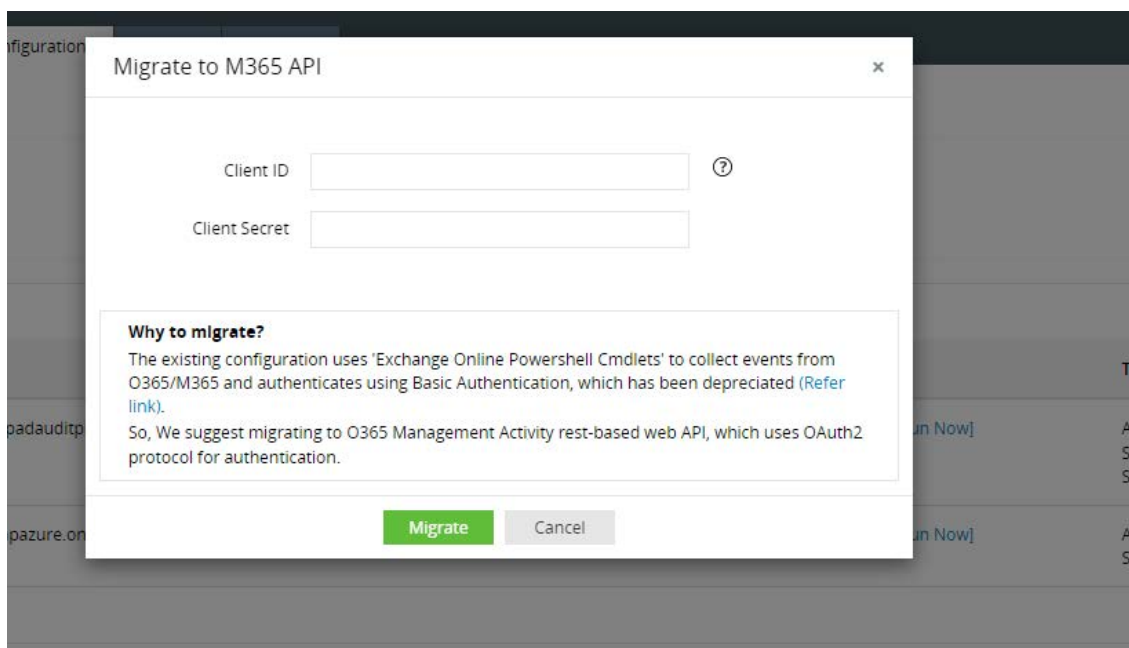 nfiguration
Migrate to M365 API
×
Client ID
?
Client Secret
Why to migrate?
The existing configuration uses 'Exchange Online Powershell Cmdlets' to collect events from
O365/M365 and authenticates using Basic Authentication, which has been depreciated (Refer
link).
So, We suggest migrating to O365 Management Activity rest-based web API, which uses OAuth2
protocol for authentication.
T
padauditp
un Now]
A
S
S
pazure.on
un Now]
A
S
Migrate
Cancel